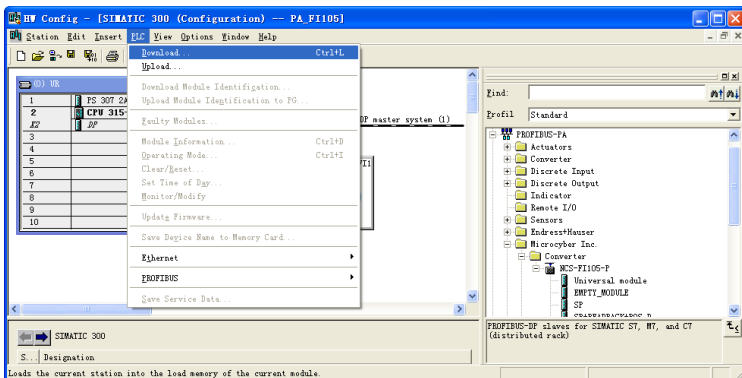 HW Config - [SIMATIC 300 (Configuration) -- PA_FI105]
Station Edit Insert PLC View Options Window Help
Download... Ctrl+L
Upload...
Download Module Identification...
Upload Module Identification to PG...
Faulty Modules...
Module Information... Ctrl+D
Operating Mode... Ctrl+I
Clear/Reset...
Set Time of Day...
Monitor/Modify
Update Firmware...
Save Device Name to Memory Card...
Ethernet
PROFIBUS
Save Service Data...
(0) UR
1 PS 307 2A
2 CPU 315-
X2 DP
3
4
5
6
7
8
9
10
DP master system (1)
FI1
Find:
Profil Standard
PROFIBUS-PA
Actuators
Converter
Discrete Input
Discrete Output
Indicator
Remote I/O
Sensors
Endress+Hauser
Microcyber Inc.
Converter
NCS-FI105-P
Universal module
EMPTY_MODULE
SP
SP+READBACK+POS_D
PROFIBUS-DP slaves for SIMATIC S7, M7, and C7
(distributed rack)
SIMATIC 300
S... Designation
Loads the current station into the load memory of the current module.